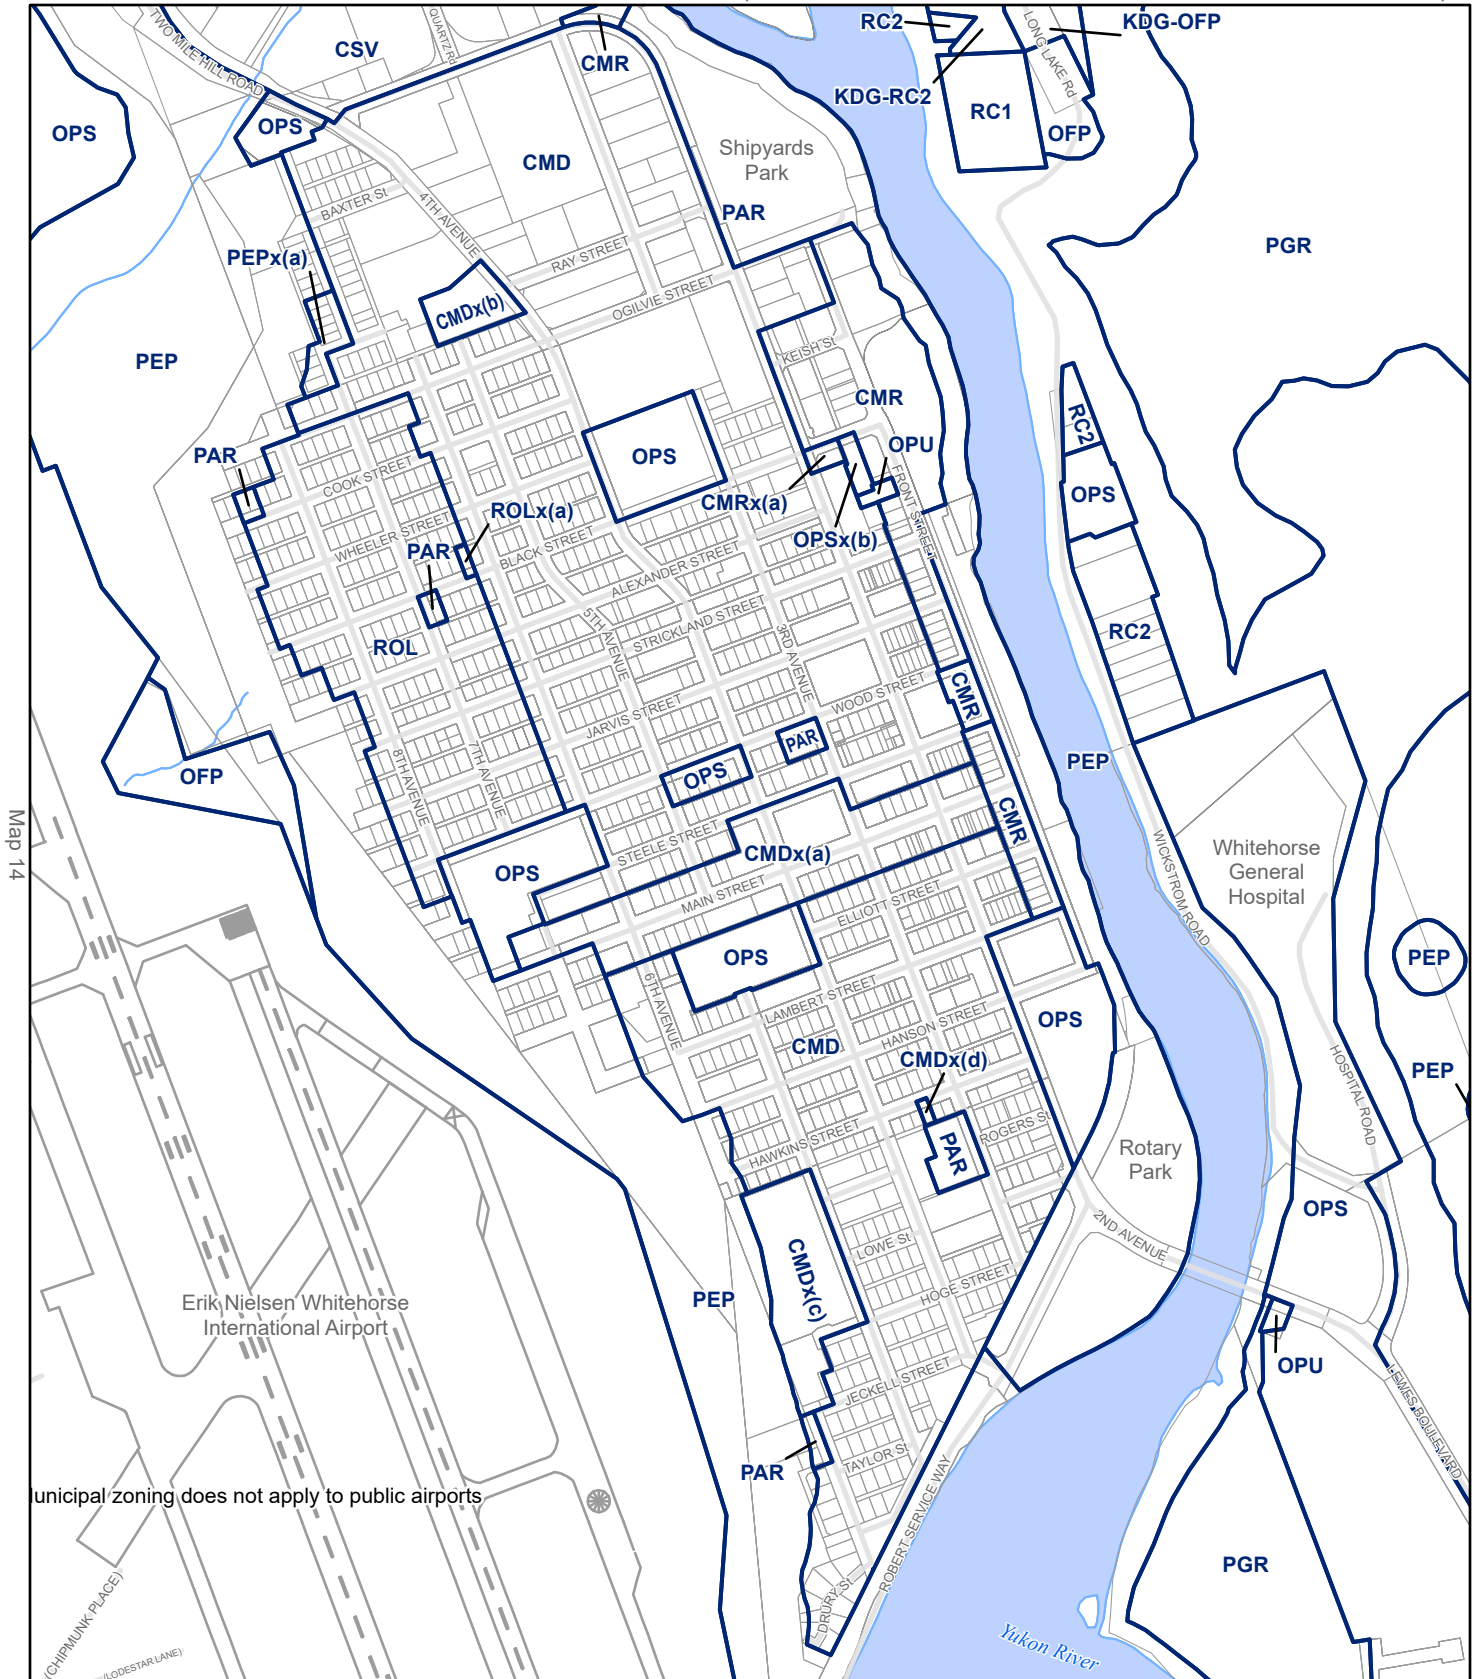 TWO MILE HILL ROAD
QUARTZ Rd
CSV
CMR
RC2
KDG-OFP
LONG LAKE Rd
KDG-RC2
RC1
OFP
OPS
OPS
CMD
Shipyards
Park
PAR
BAXTER St
4TH AVENUE
PEPx(a)
RAY STREET
OGILVIE STREET
CMDx(b)
PGR
PEP
KEISH St
CMR
RC2
PAR
OPS
OPU
COOK STREET
CMRx(a)
FRONT STREET
OPS
ROLx(a)
WHEELER STREET
BLACK STREET
PAR
OPSx(b)
ALEXANDER STREET
STRICKLAND STREET
5TH AVENUE
3RD AVENUE
ROL
RC2
WOOD STREET
CMR
JARVIS STREET
PAR
8TH AVENUE
7TH AVENUE
OFP
OPS
PEP
CMR
STEELE STREET
CMDx(a)
Map 14
OPS
MAIN STREET
ELLIOTT STREET
WICKSTROM ROAD
Whitehorse
General
Hospital
OPS
PEP
6TH AVENUE
LAMBERT STREET
HANSON STREET
OPS
CMD
CMDx(d)
HOSPITAL ROAD
PEP
HAWKINS STREET
PAR
ROGERS St
Rotary
Park
OPS
LOWE St
2ND AVENUE
CMDx(c)
HOGE STREET
PEP
Erik Nielsen Whitehorse
International Airport
OPU
JECKELL STREET
LEWES BOULEVARD
PAR
TAYLOR St
ROBERT SERVICE WAY
unicipal zoning does not apply to public airports
PGR
DRURY St
(CHIPMUNK PLACE)
(LODESTAR LANE)
Yukon River